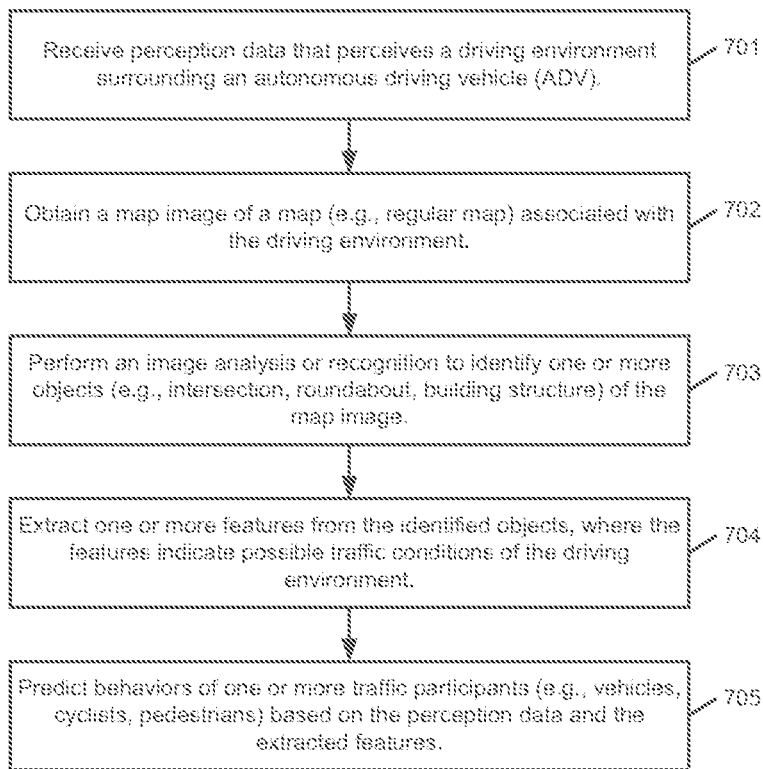 Receive perception data that perceives a driving environment
surrounding an autonomous driving vehicle (ADV).
701
Obtain a map image of a map (e.g., regular map) associated with
the driving environment.
702
Perform an image analysis or recognition to identify one or more
objects (e.g., intersection, roundabout, building structure) of the
map image.
703
Extract one or more features from the identified objects, where the
features indicate possible traffic conditions of the driving
environment.
704
Predict behaviors of one or more traffic participants (e.g., vehicles,
cyclists, pedestrians) based on the perception data and the
extracted features.
705